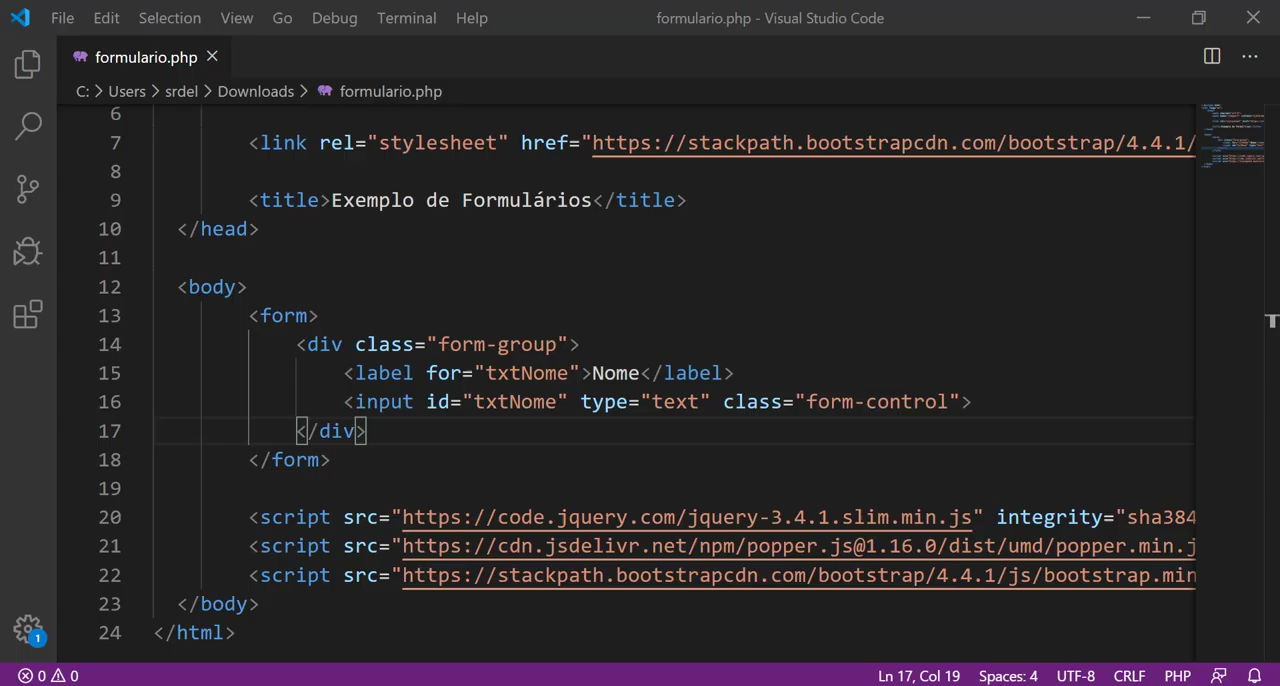 File Edit Selection View Go Debug Terminal Help formulario.php - Visual Studio Code
formulario.php
C: > Users > srdel > Downloads > formulario.php
6
7 <link rel="stylesheet" href="https://stackpath.bootstrapcdn.com/bootstrap/4.4.1/
8
9 <title>Exemplo de Formulários</title>
10 </head>
11
12 <body>
13 <form>
14 <div class="form-group">
15 <label for="txtNome">Nome</label>
16 <input id="txtNome" type="text" class="form-control">
17 </div>
18 </form>
19
20 <script src="https://code.jquery.com/jquery-3.4.1.slim.min.js" integrity="sha384
21 <script src="https://cdn.jsdelivr.net/npm/popper.js@1.16.0/dist/umd/popper.min.j
22 <script src="https://stackpath.bootstrapcdn.com/bootstrap/4.4.1/js/bootstrap.min
23 </body>
24 </html>
1
0 0 Ln 17, Col 19 Spaces: 4 UTF-8 CRLF PHP